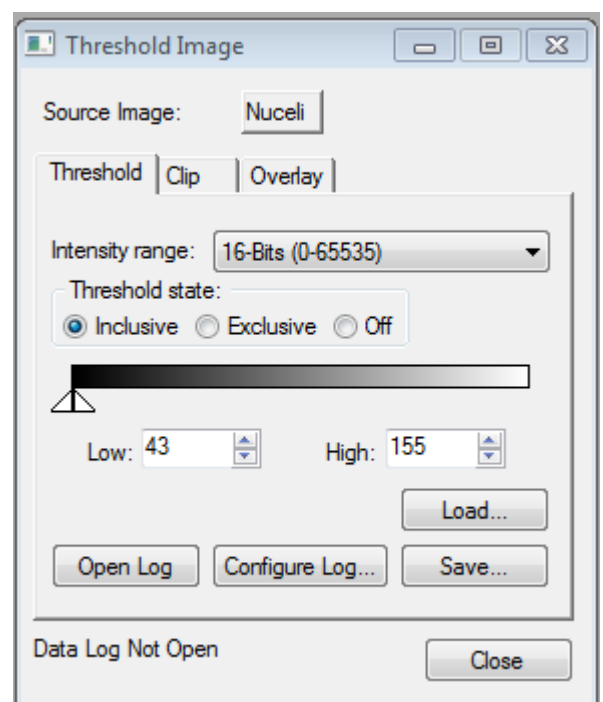 Threshold Image
Source Image: Nuceli
Threshold Clip Overlay
Intensity range: 16-Bits (0-65535)
Threshold state:
Inclusive Exclusive Off
Low: 43 High: 155
Load...
Open Log Configure Log... Save...
Data Log Not Open Close